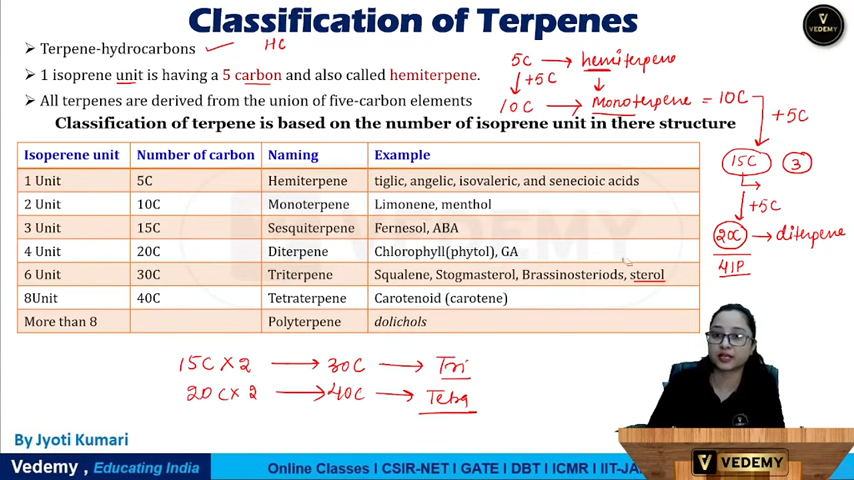 Classification of Terpenes
VEDEMY
➢ Terpene-hydrocarbons
HC
➢ 1 isoprene unit is having a 5 carbon and also called hemiterpene.
➢ All terpenes are derived from the union of five-carbon elements
5C → hemiterpene
↓ +5C
10C → Monoterpene = 10C
+5C
15C 3
+5C
20C → diterpene
4IP
Classification of terpene is based on the number of isoprene unit in there structure
Isoperene unit Number of carbon Naming Example
1 Unit 5C Hemiterpene tiglic, angelic, isovaleric, and senecioic acids
2 Unit 10C Monoterpene Limonene, menthol
3 Unit 15C Sesquiterpene Fernesol, ABA
4 Unit 20C Diterpene Chlorophyll(phytol), GA
6 Unit 30C Triterpene Squalene, Stogmasterol, Brassinosteriods, sterol
8Unit 40C Tetraterpene Carotenoid (carotene)
More than 8 Polyterpene dolichols
15C × 2 → 30C → Tri
20C × 2 → 40C → Tetra
By Jyoti Kumari
Vedemy , Educating India
Online Classes I CSIR-NET I GATE I DBT I ICMR I IIT-JA
VEDEMY